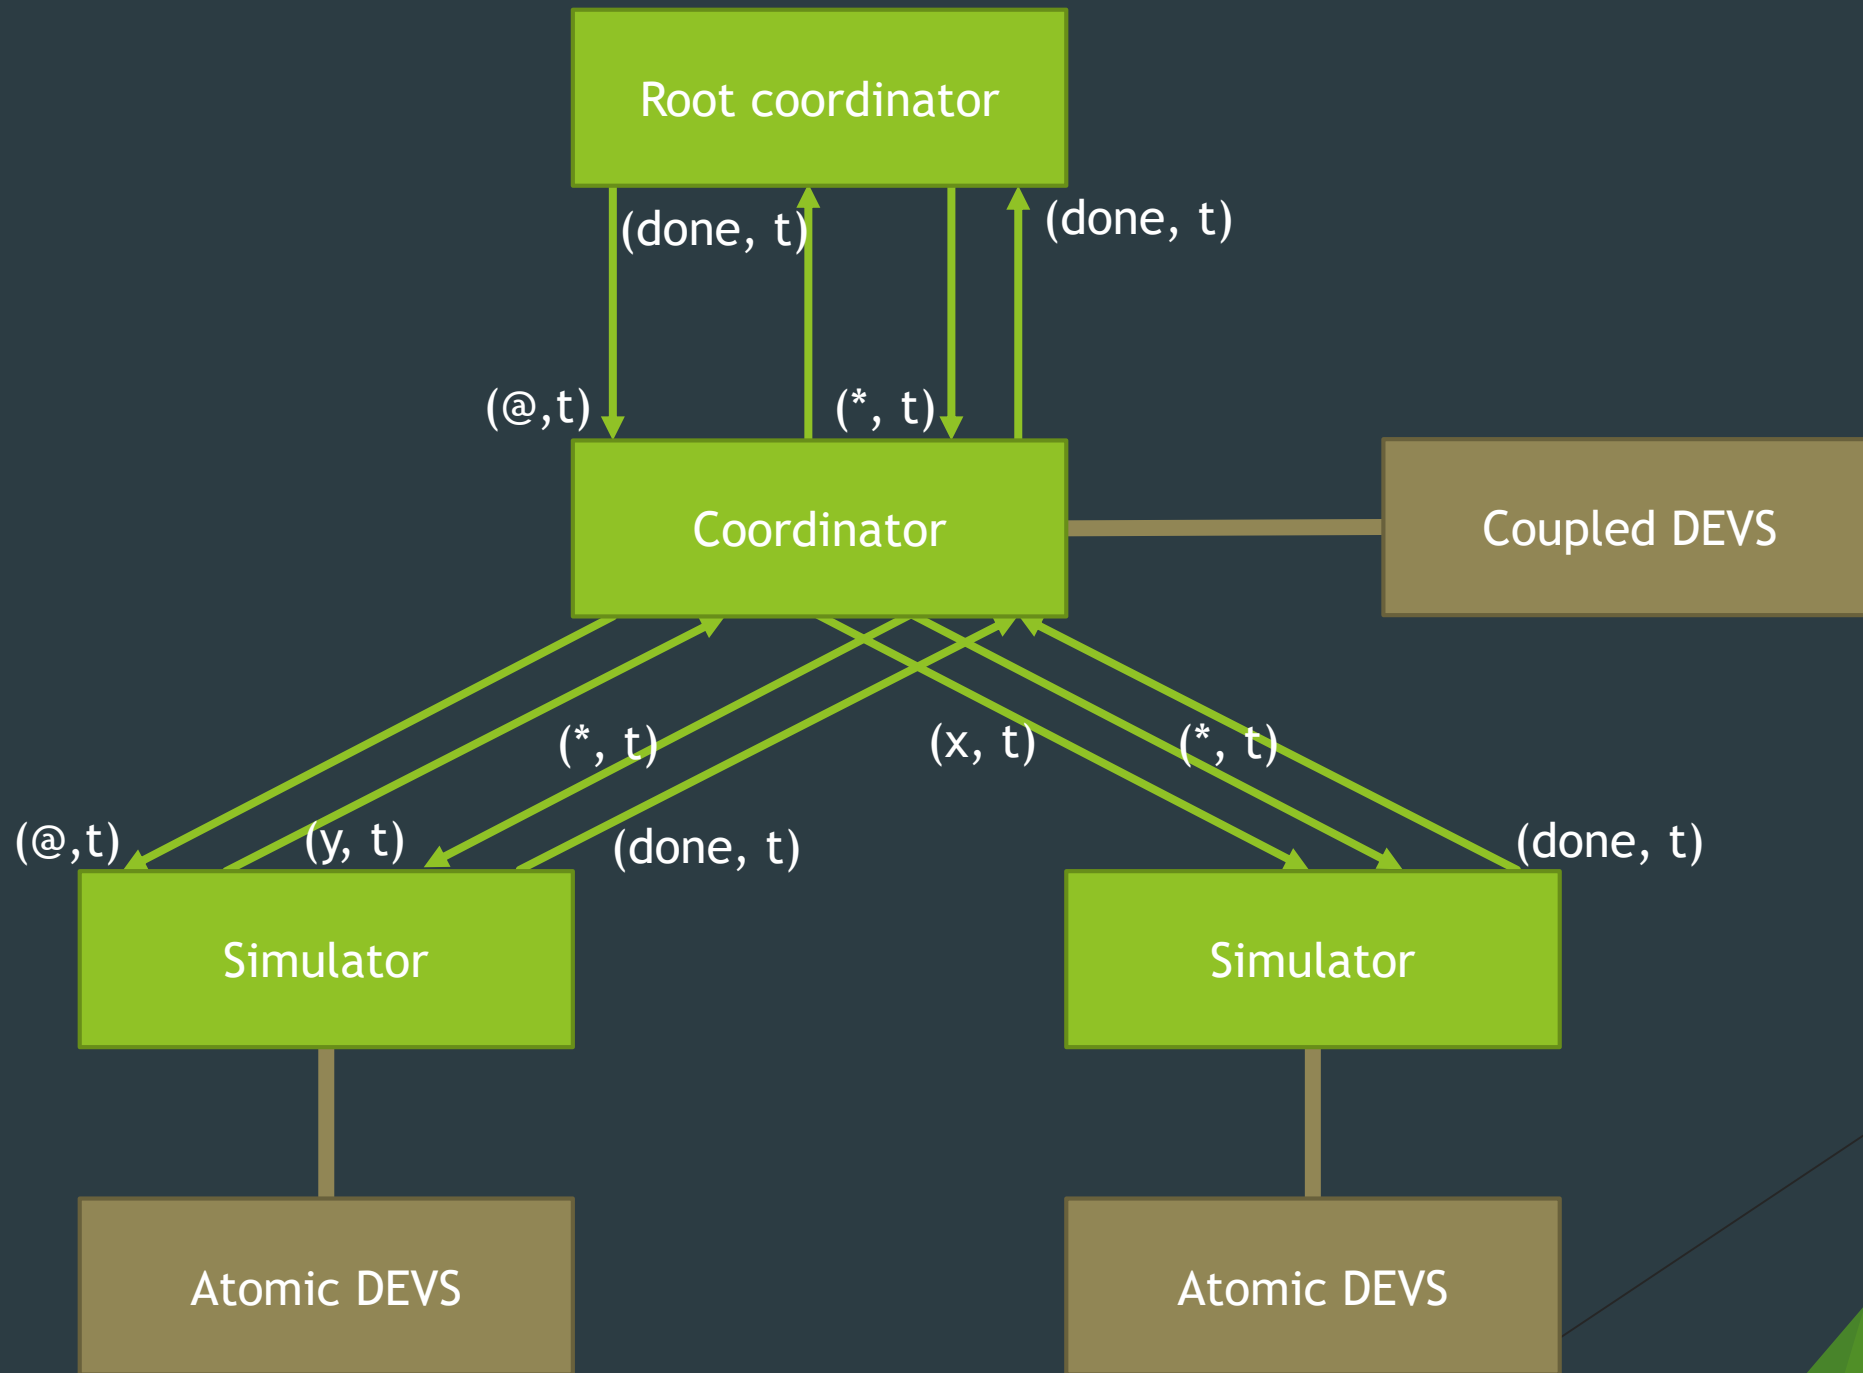 Root coordinator
(done, t)
(done, t)
(@,t)
(*, t)
Coordinator
Coupled DEVS
(*, t)
(x, t)
(*, t)
(@,t)
(y, t)
(done, t)
(done, t)
Simulator
Simulator
Atomic DEVS
Atomic DEVS